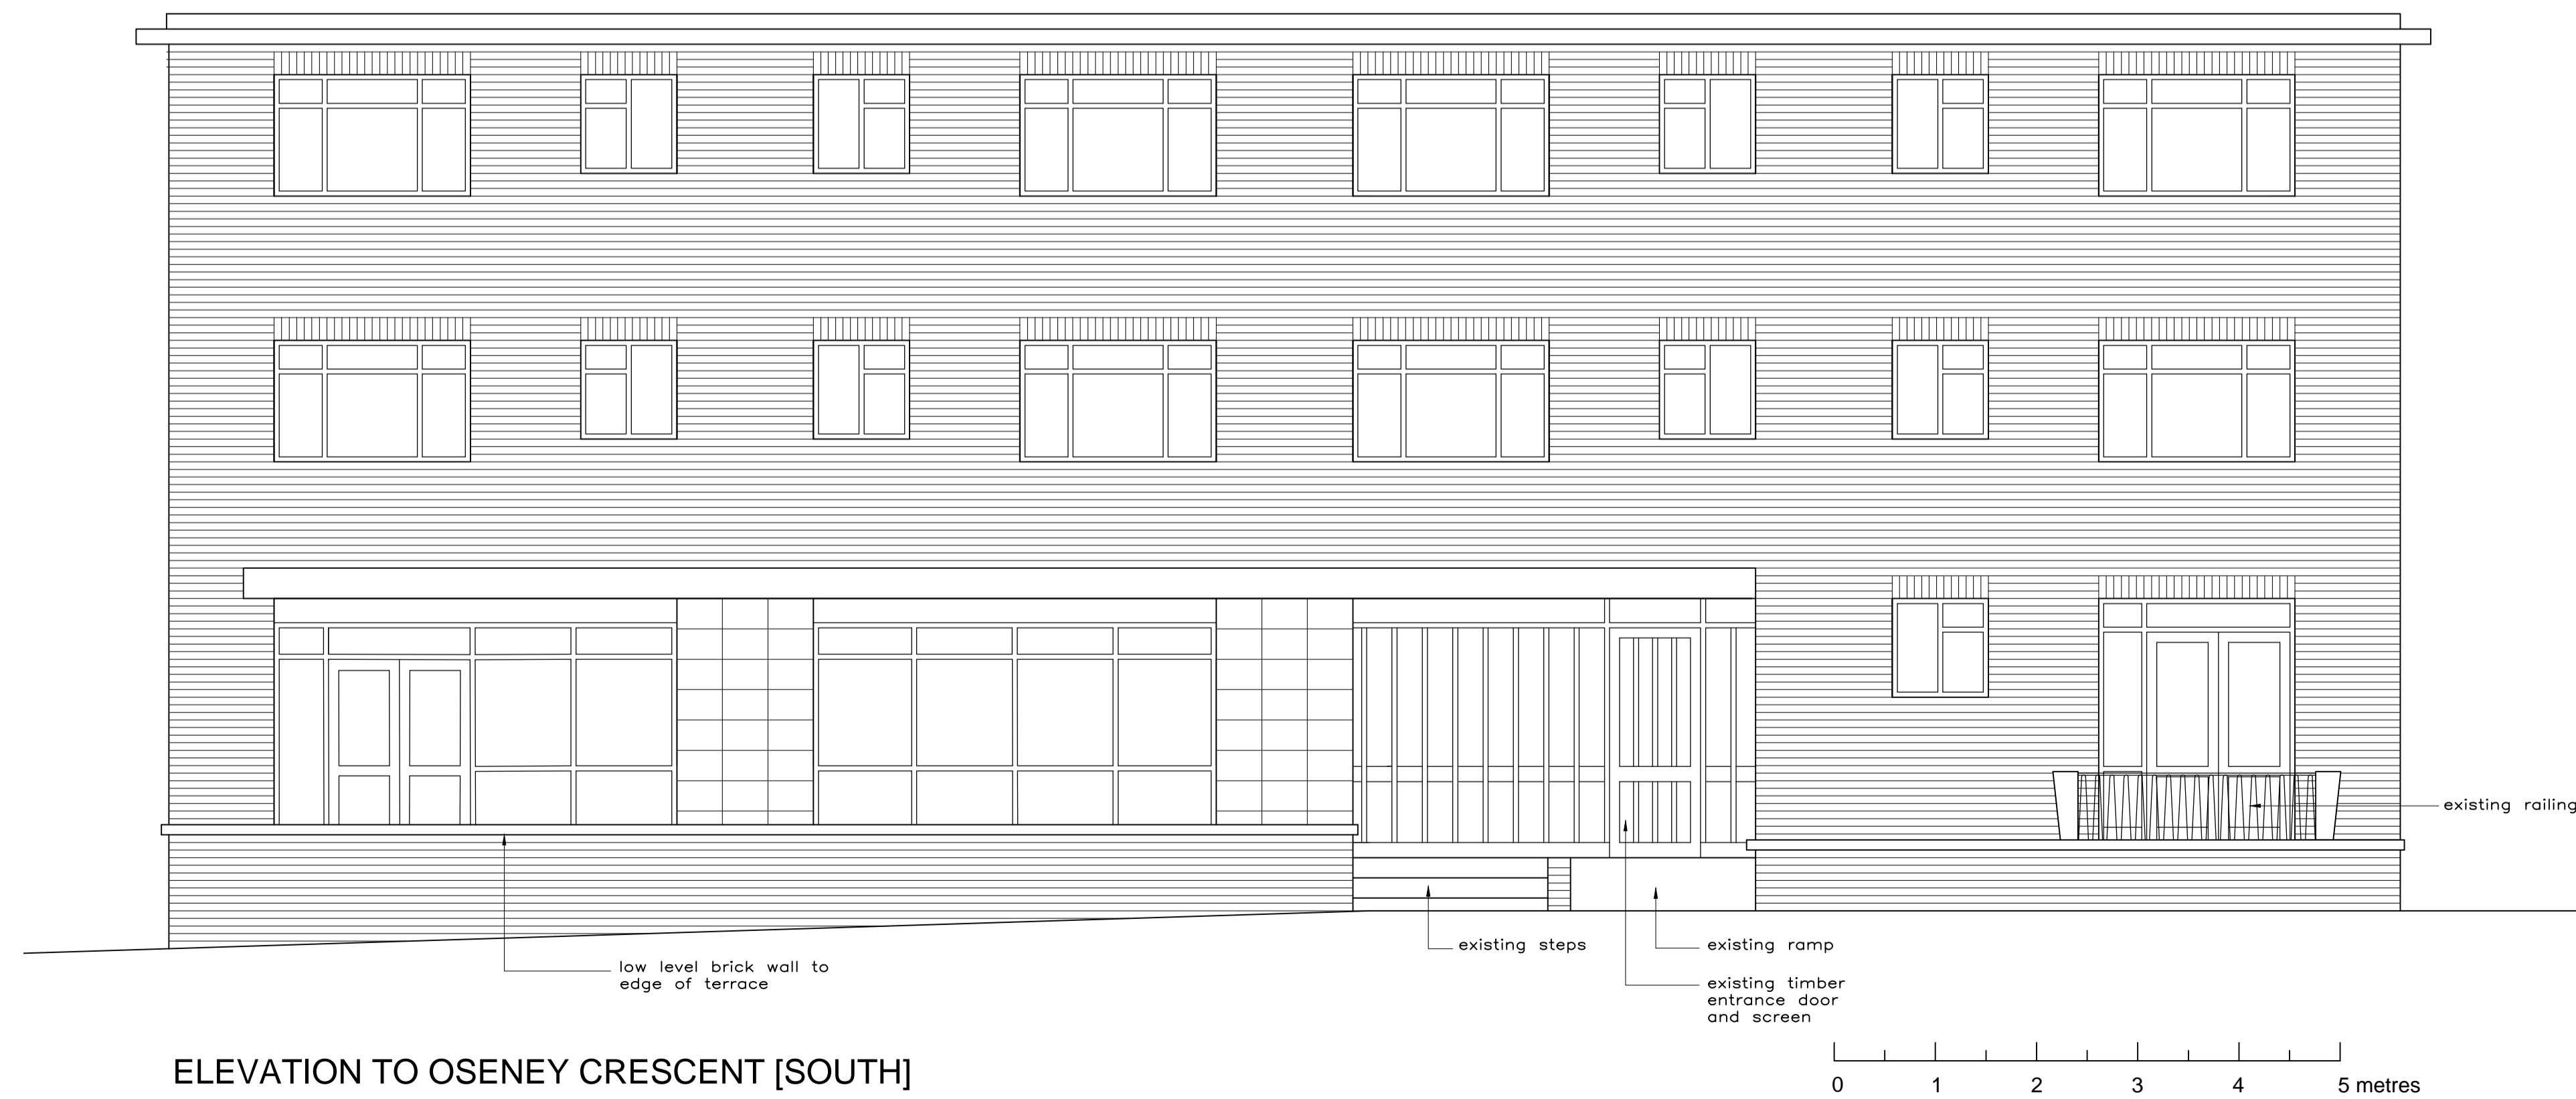 existing railing
existing steps
existing ramp
low level brick wall to
edge of terrace
existing timber
entrance door
and screen
ELEVATION TO OSENEY CRESCENT [SOUTH]
0 1 2 3 4 5 metres